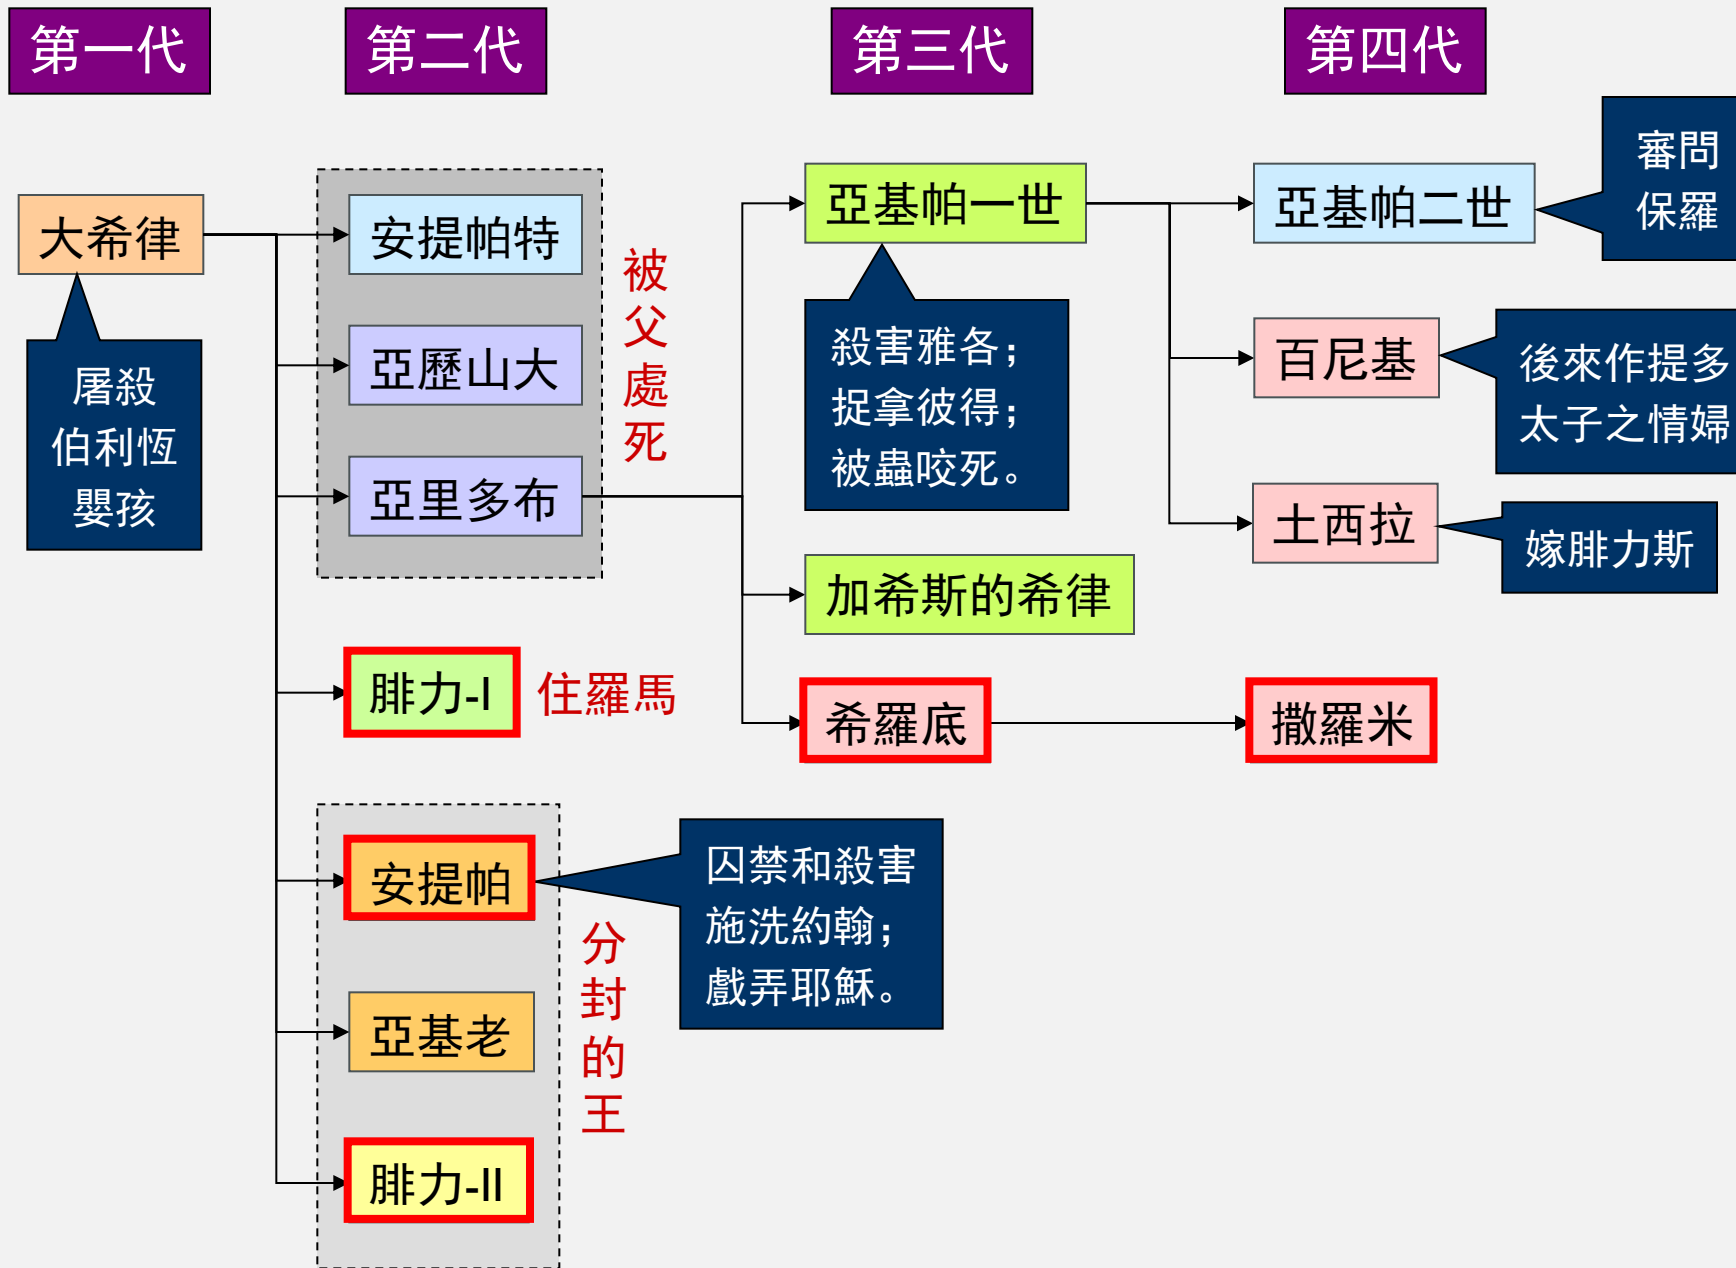 第一代
第二代
第三代
第四代
大希律
屠殺
伯利恆
嬰孩
安提帕特
亞歷山大
亞里多布
被父處死
腓力-I
住羅馬
安提帕
亞基老
腓力-II
分封的王
囚禁和殺害
施洗約翰；
戲弄耶穌。
亞基帕一世
殺害雅各；
捉拿彼得；
被蟲咬死。
加希斯的希律
希羅底
亞基帕二世
審問
保羅
百尼基
後來作提多
太子之情婦
土西拉
嫁腓力斯
撒羅米